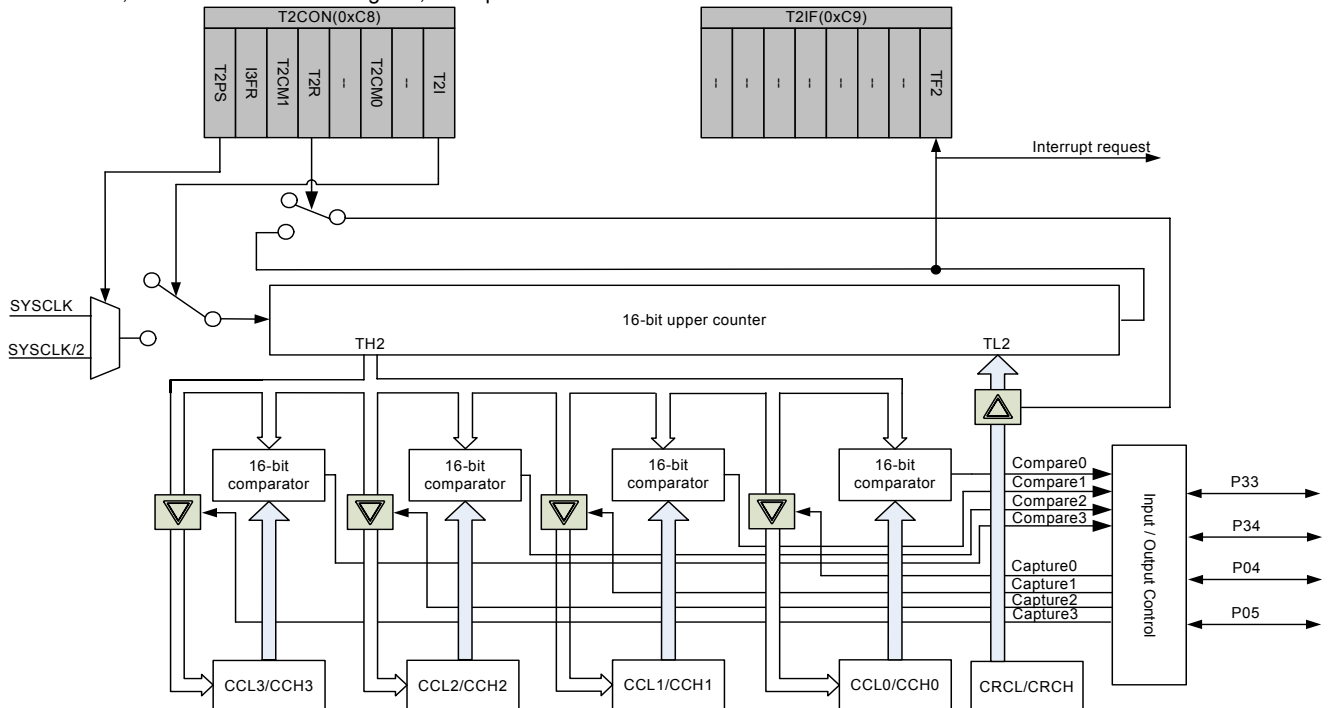 T2CON(0xC8)
T2IF(0xC9)
T2PS
I3FR
T2CM1
T2R
--
T2CM0
--
T2I
--
--
--
--
--
--
--
TF2
Interrupt request
SYSCLK
SYSCLK/2
16-bit upper counter
TH2
TL2
16-bit
comparator
16-bit
comparator
16-bit
comparator
16-bit
comparator
Compare0
Compare1
Compare2
Compare3
Capture0
Capture1
Capture2
Capture3
Input / Output Control
P33
P34
P04
P05
CCL3/CCH3
CCL2/CCH2
CCL1/CCH1
CCL0/CCH0
CRCL/CRCH